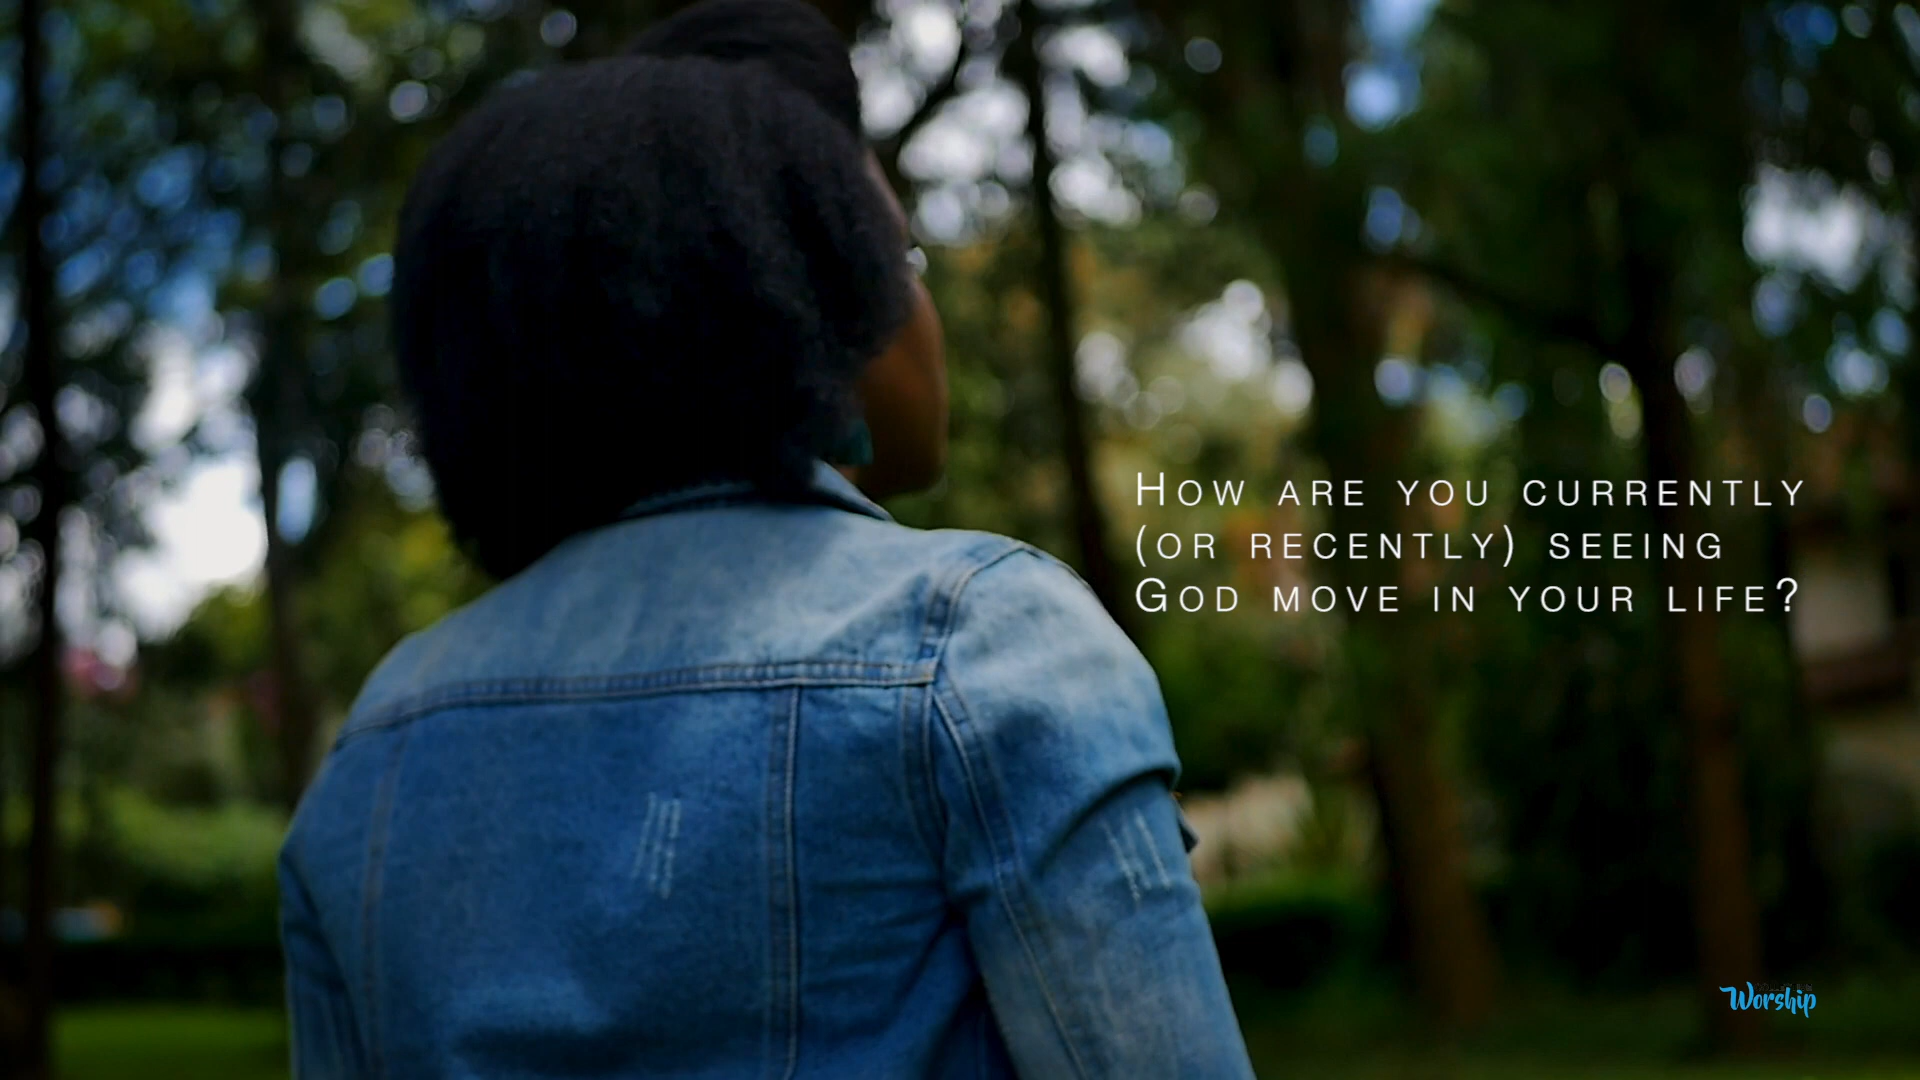 How are you currently
(or recently) seeing
God move in your life?
Worship